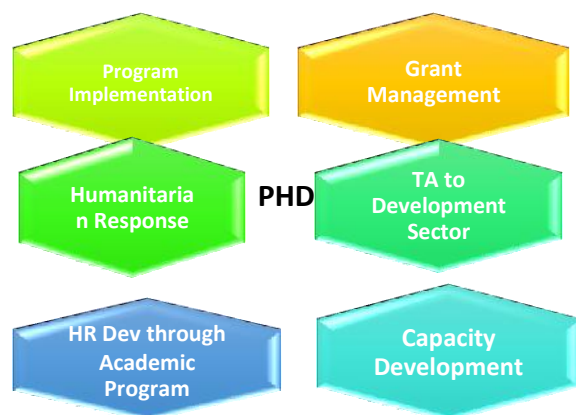 Program
Implementation
Grant
Management
Humanitaria
n Response
PHD
TA to
Development
Sector
HR Dev through
Academic
Program
Capacity
Development